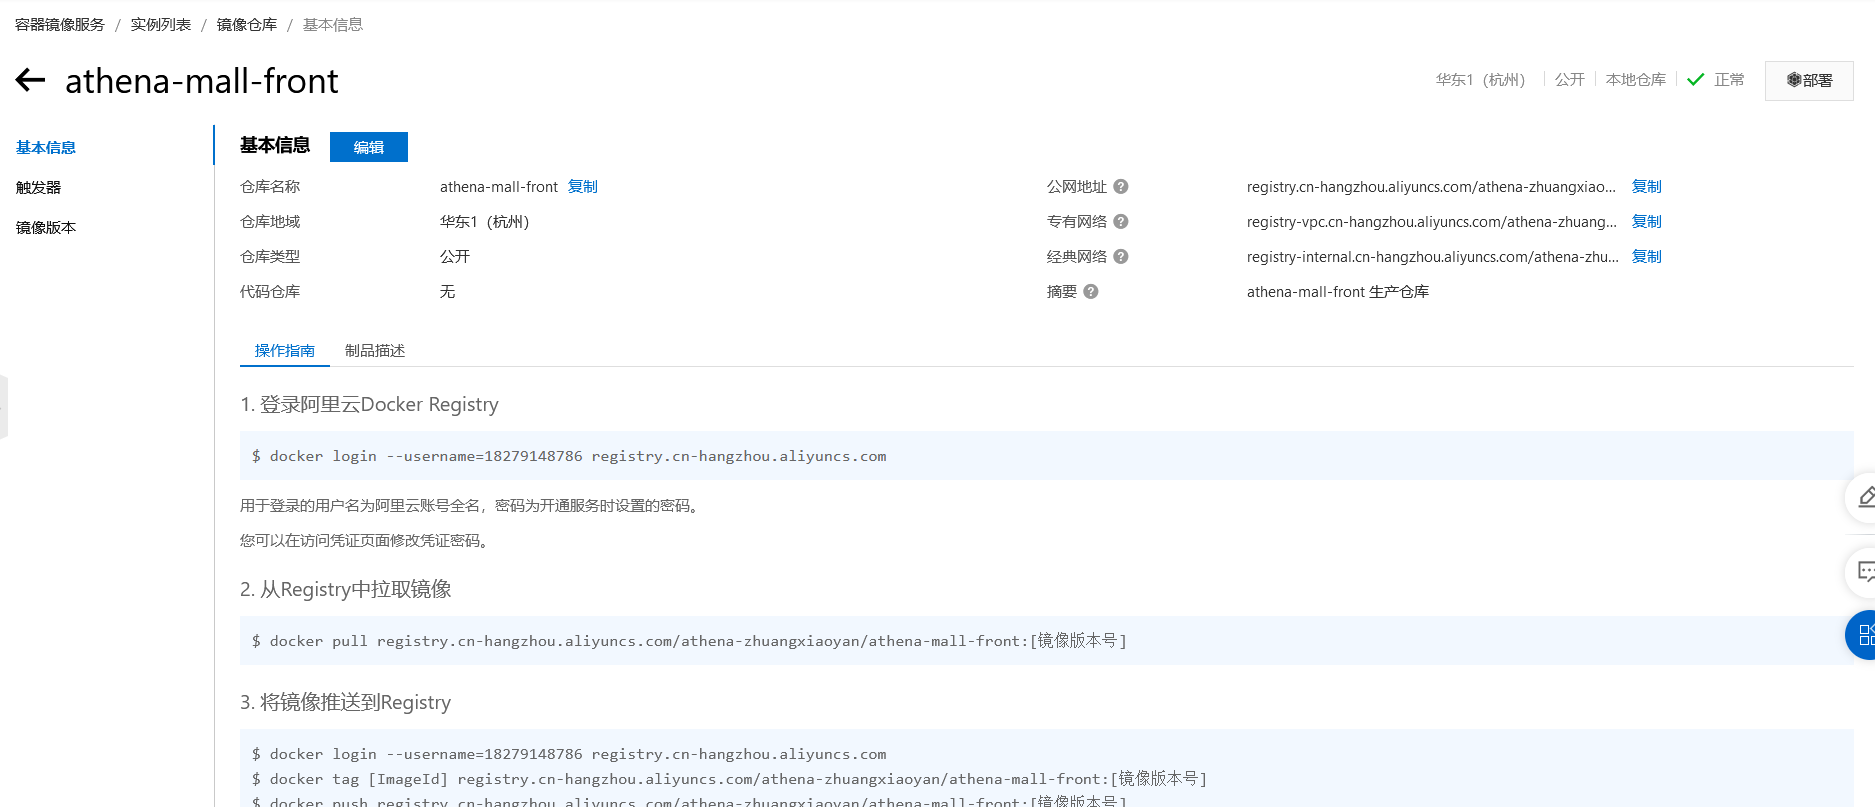 容器镜像服务 / 实例列表 / 镜像仓库 / 基本信息
athena-mall-front
华东1（杭州） 公开 本地仓库 正常 部署
基本信息
触发器
镜像版本
基本信息 编辑
仓库名称 athena-mall-front 复制
仓库地域 华东1（杭州）
仓库类型 公开
代码仓库 无
公网地址 registry.cn-hangzhou.aliyuncs.com/athena-zhuangxiao... 复制
专有网络 registry-vpc.cn-hangzhou.aliyuncs.com/athena-zhuang... 复制
经典网络 registry-internal.cn-hangzhou.aliyuncs.com/athena-zhu... 复制
摘要 athena-mall-front 生产仓库
操作指南 制品描述
1. 登录阿里云Docker Registry
$ docker login --username=18279148786 registry.cn-hangzhou.aliyuncs.com
用于登录的用户名为阿里云账号全名，密码为开通服务时设置的密码。
您可以在访问凭证页面修改凭证密码。
2. 从Registry中拉取镜像
$ docker pull registry.cn-hangzhou.aliyuncs.com/athena-zhuangxiaoyan/athena-mall-front:[镜像版本号]
3. 将镜像推送到Registry
$ docker login --username=18279148786 registry.cn-hangzhou.aliyuncs.com
$ docker tag [ImageId] registry.cn-hangzhou.aliyuncs.com/athena-zhuangxiaoyan/athena-mall-front:[镜像版本号]
$ docker push registry.cn-hangzhou.aliyuncs.com/athena-zhuangxiaoyan/athena-mall-front:[镜像版本号]